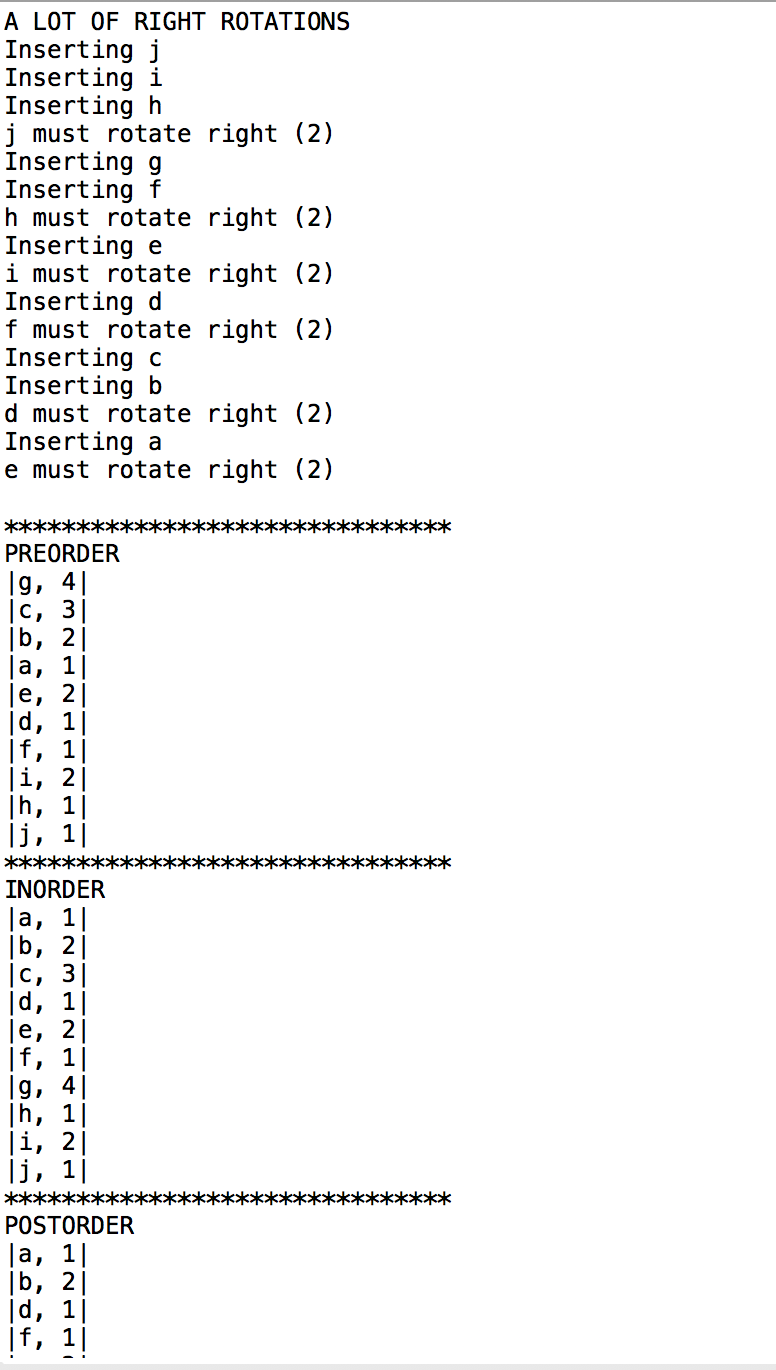 A LOT OF RIGHT ROTATIONS
Inserting j
Inserting i
Inserting h
j must rotate right (2)
Inserting g
Inserting f
h must rotate right (2)
Inserting e
i must rotate right (2)
Inserting d
f must rotate right (2)
Inserting c
Inserting b
d must rotate right (2)
Inserting a
e must rotate right (2)
*******************************
PREORDER
|g, 4|
|c, 3|
|b, 2|
|a, 1|
|e, 2|
|d, 1|
|f, 1|
|i, 2|
|h, 1|
|j, 1|
*******************************
INORDER
|a, 1|
|b, 2|
|c, 3|
|d, 1|
|e, 2|
|f, 1|
|g, 4|
|h, 1|
|i, 2|
|j, 1|
*******************************
POSTORDER
|a, 1|
|b, 2|
|d, 1|
|f, 1|